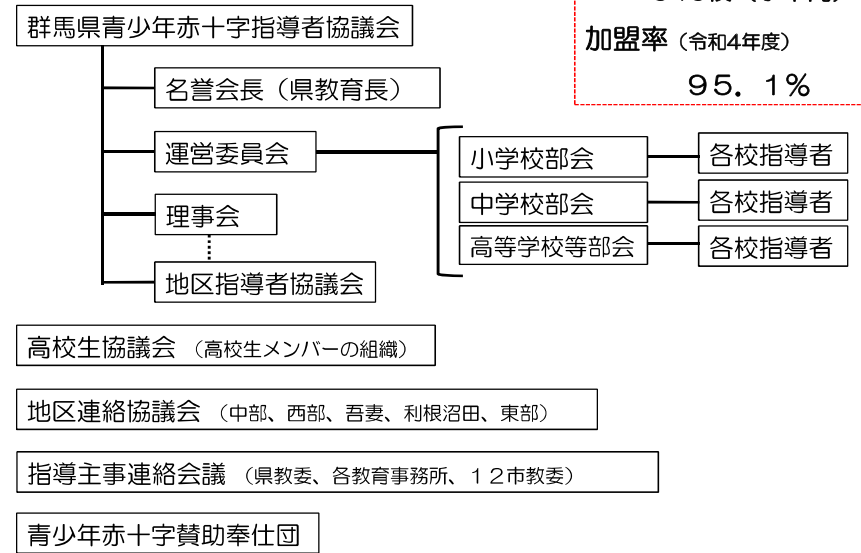 群馬県青少年赤十字指導者協議会
加盟率（令和4年度）
９５．１％
名誉会長（県教育長）
運営委員会
小学校部会
各校指導者
中学校部会
各校指導者
理事会
高等学校等部会
各校指導者
地区指導者協議会
高校生協議会 （高校生メンバーの組織）
地区連絡協議会 （中部、西部、吾妻、利根沼田、東部）
指導主事連絡会議 （県教委、各教育事務所、１２市教委）
青少年赤十字賛助奉仕団